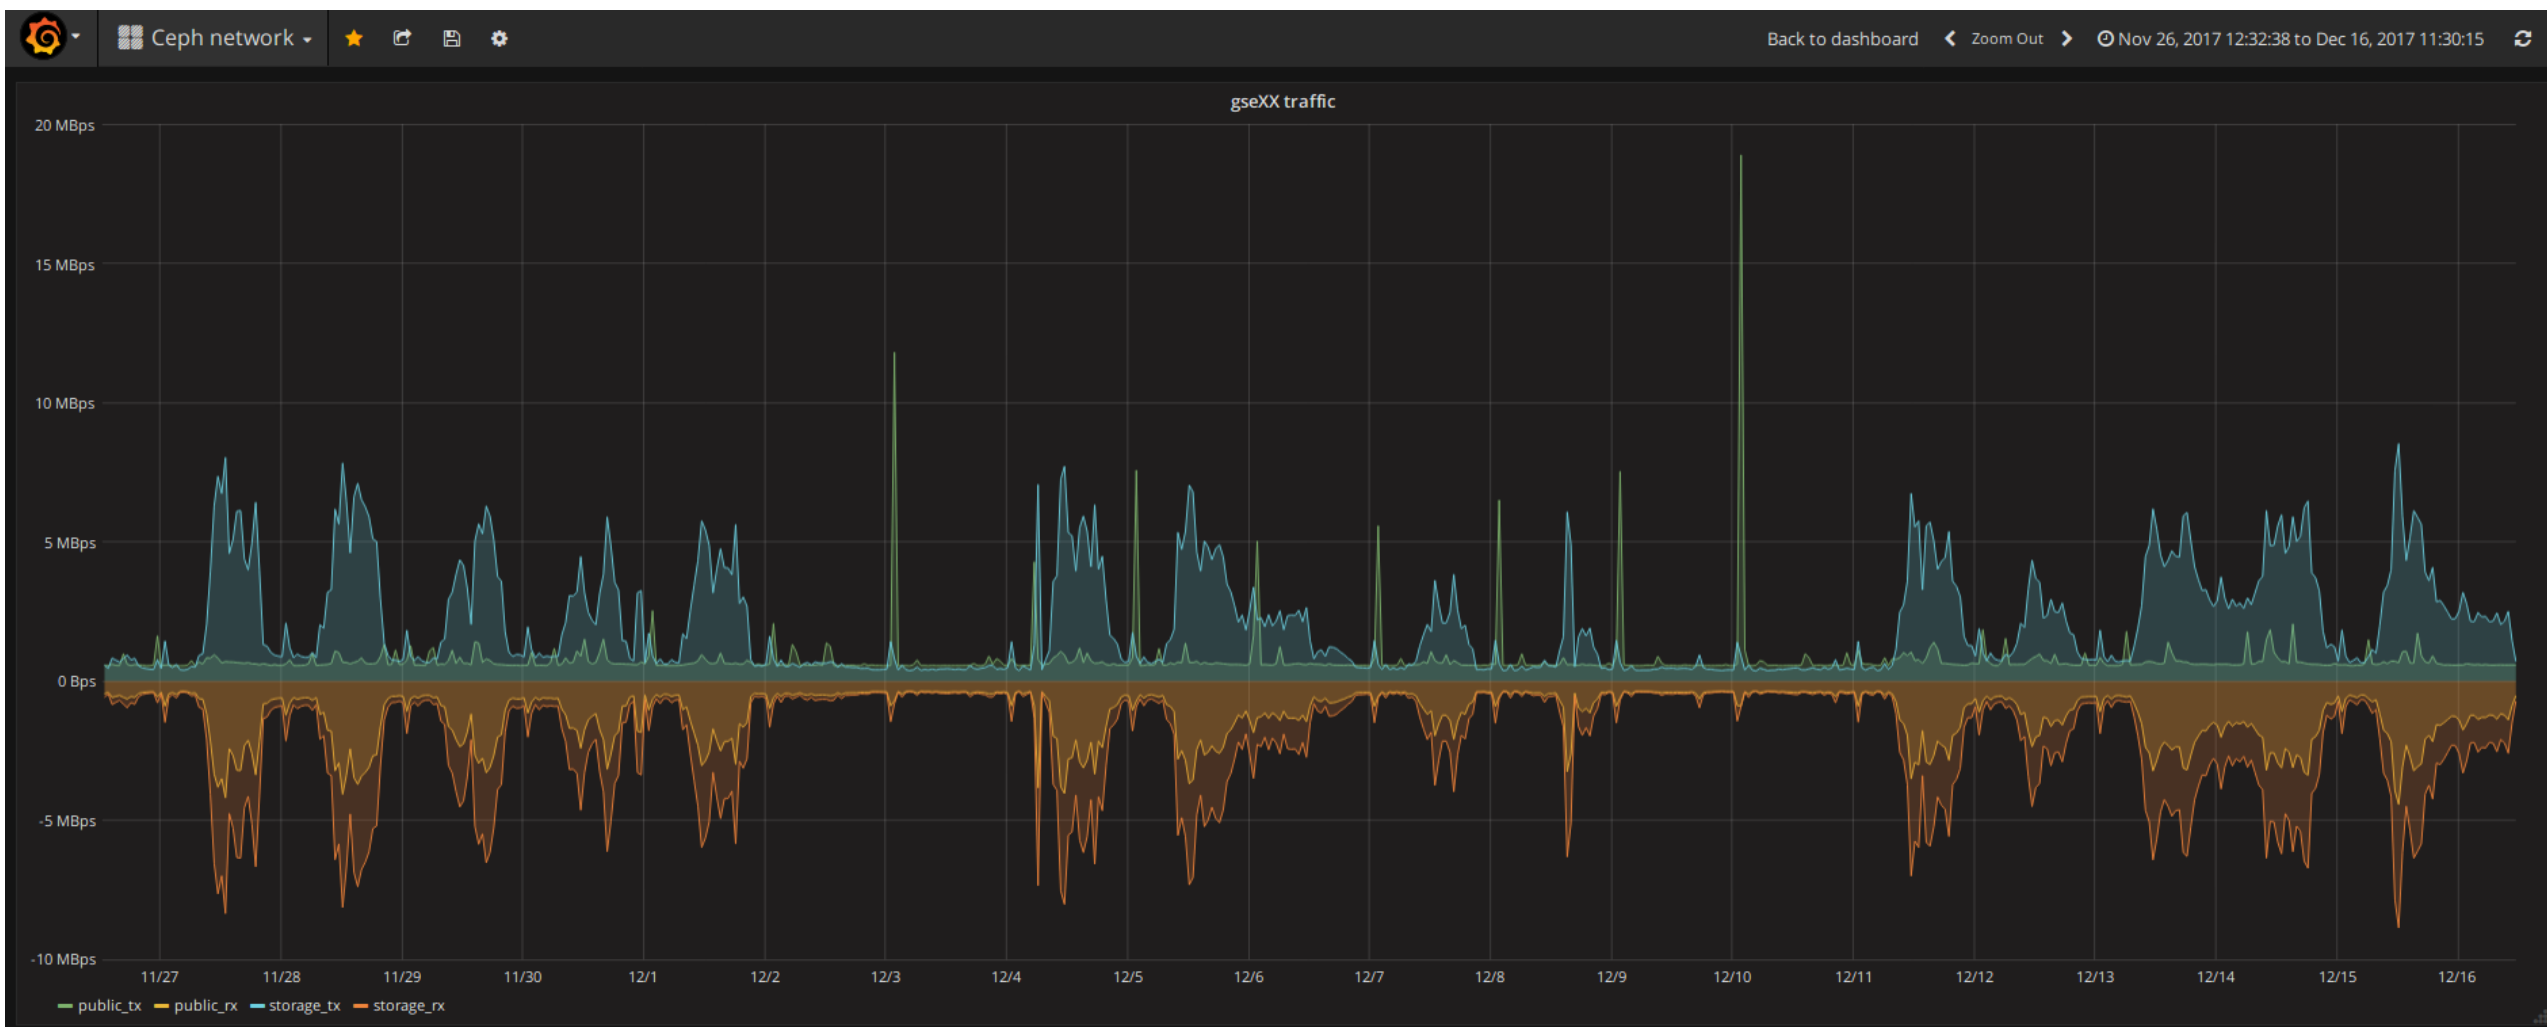 Ceph network
Back to dashboard Zoom Out Nov 26, 2017 12:32:38 to Dec 16, 2017 11:30:15
gseXX traffic
20 MBps
15 MBps
10 MBps
5 MBps
0 Bps
-5 MBps
-10 MBps
11/27 11/28 11/29 11/30 12/1 12/2 12/3 12/4 12/5 12/6 12/7 12/8 12/9 12/10 12/11 12/12 12/13 12/14 12/15 12/16
public_tx public_rx storage_tx storage_rx